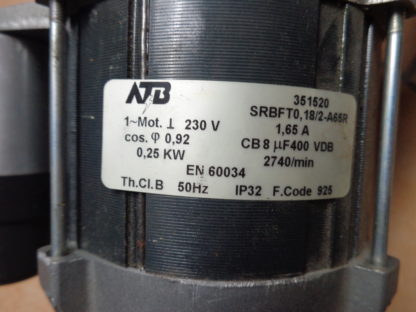 ATB 351520
SRBFT0,18/2-A65R
1~Mot. ⊥ 230 V 1,65 A
cos. φ 0,92 CB 8 µF400 VDB
0,25 KW 2740/min
EN 60034
Th.Cl.B 50Hz IP32 F.Code 925